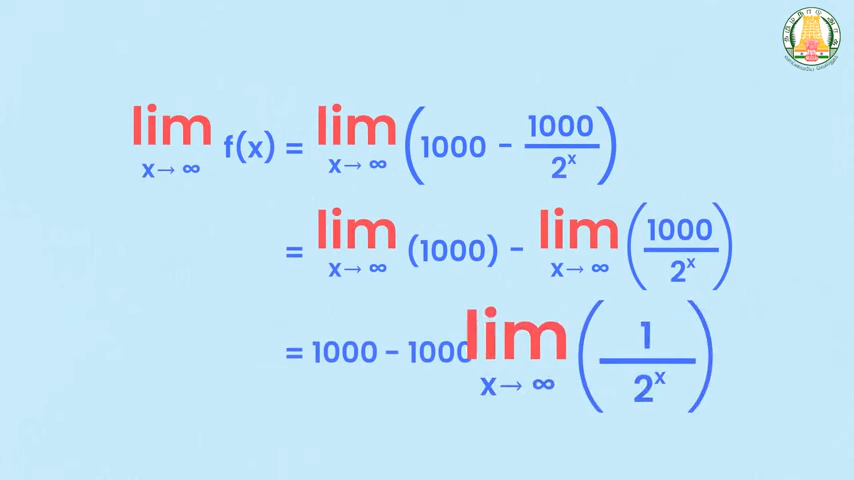 lim x→∞ f(x) = lim x→∞ (1000 - 1000/2^x)
= lim x→∞ (1000) - lim x→∞ (1000/2^x)
= 1000 - 1000 lim x→∞ (1/2^x)